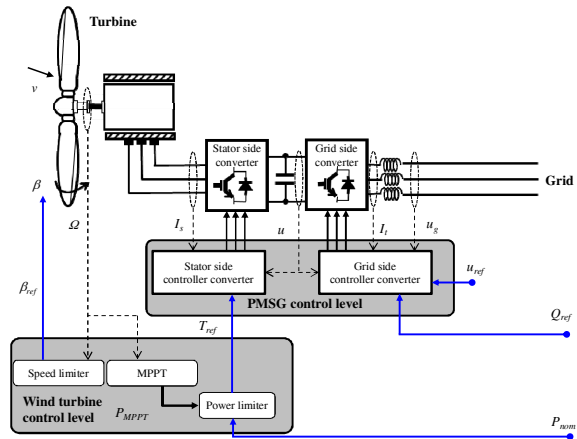 Turbine
v
β
Ω
Stator side
converter
Grid side
converter
Grid
I_s
u
I_t
u_g
Stator side
controller converter
Grid side
controller converter
u_ref
PMSG control level
β_ref
T_ref
Q_ref
Speed limiter
MPPT
Wind turbine
control level
P_MPPT
Power limiter
P_nom